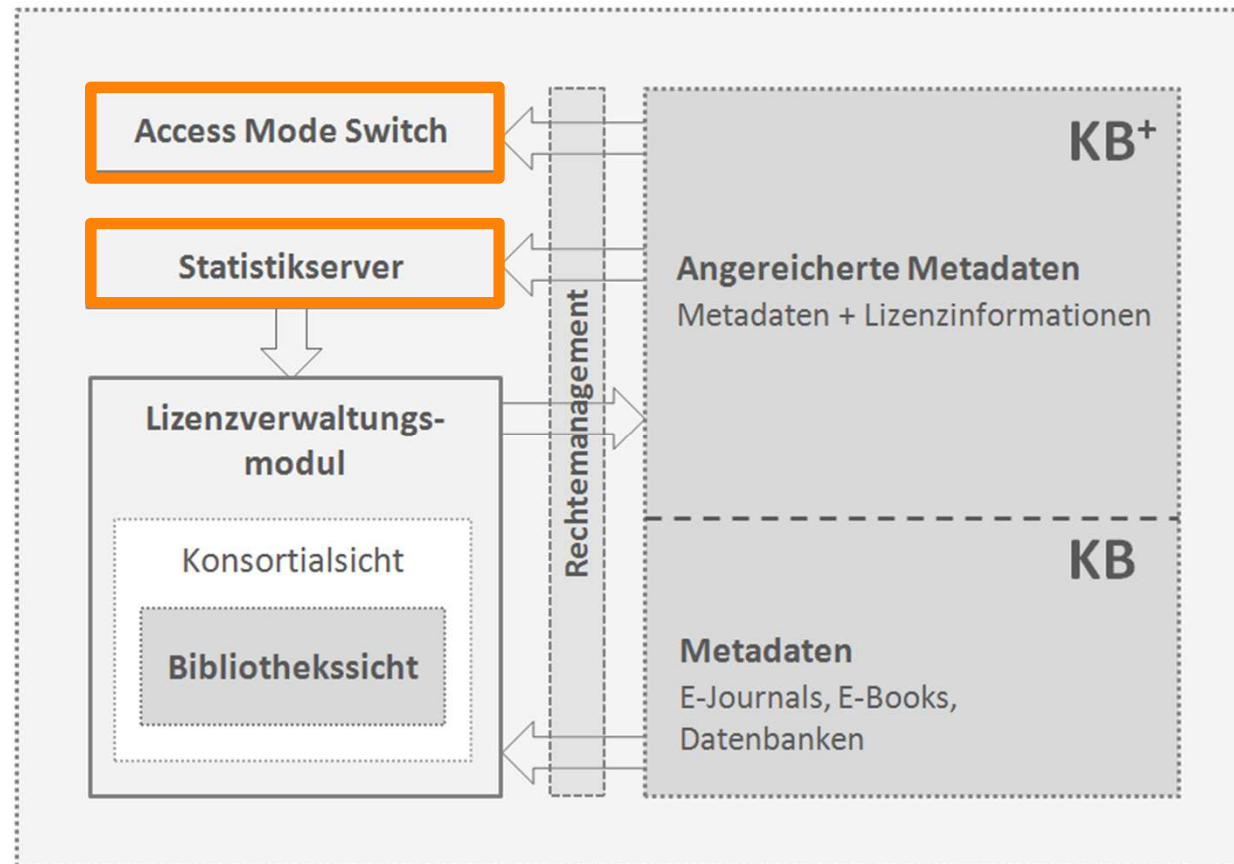 Access Mode Switch
Statistikserver
Lizenzverwaltungs-
modul
Konsortialsicht
Bibliothekssicht
Rechtemanagement
KB⁺
Angereicherte Metadaten
Metadaten + Lizenzinformationen
KB
Metadaten
E-Journals, E-Books,
Datenbanken